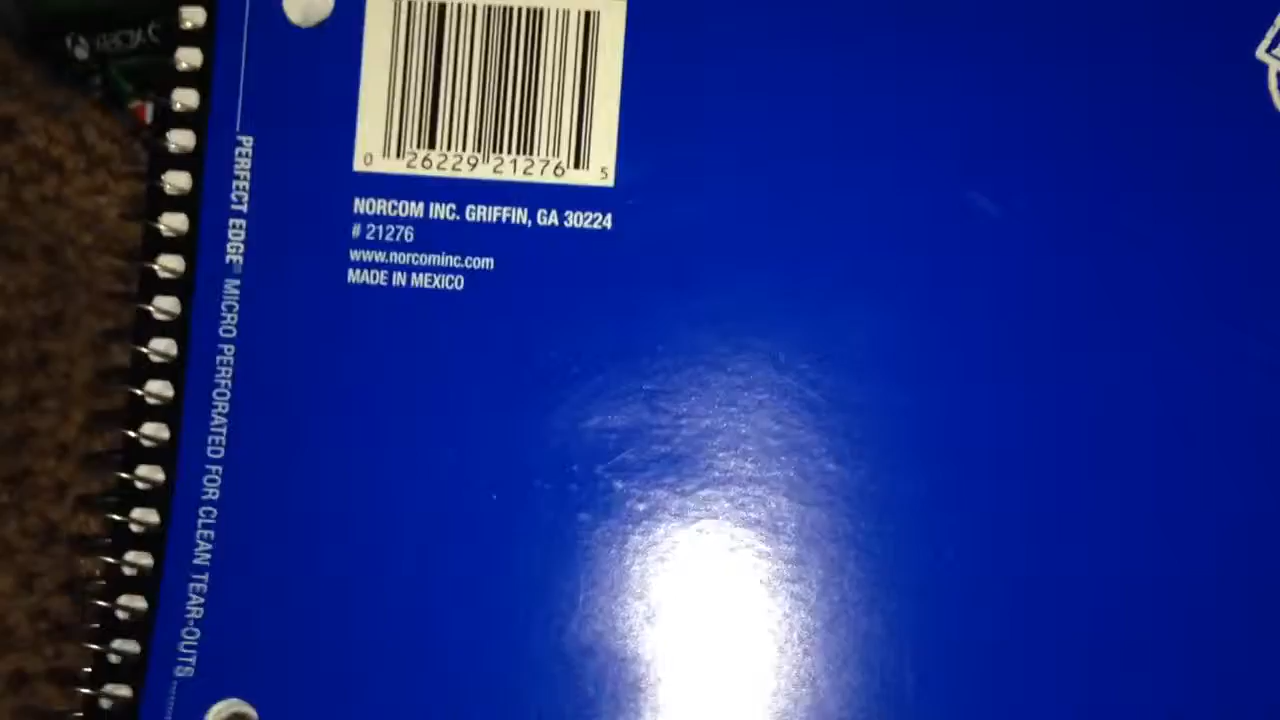 0 26229 21276 5
NORCOM INC. GRIFFIN, GA 30224
# 21276
www.norcominc.com
MADE IN MEXICO
PERFECT EDGE® MICRO PERFORATED FOR CLEAN TEAR-OUTS